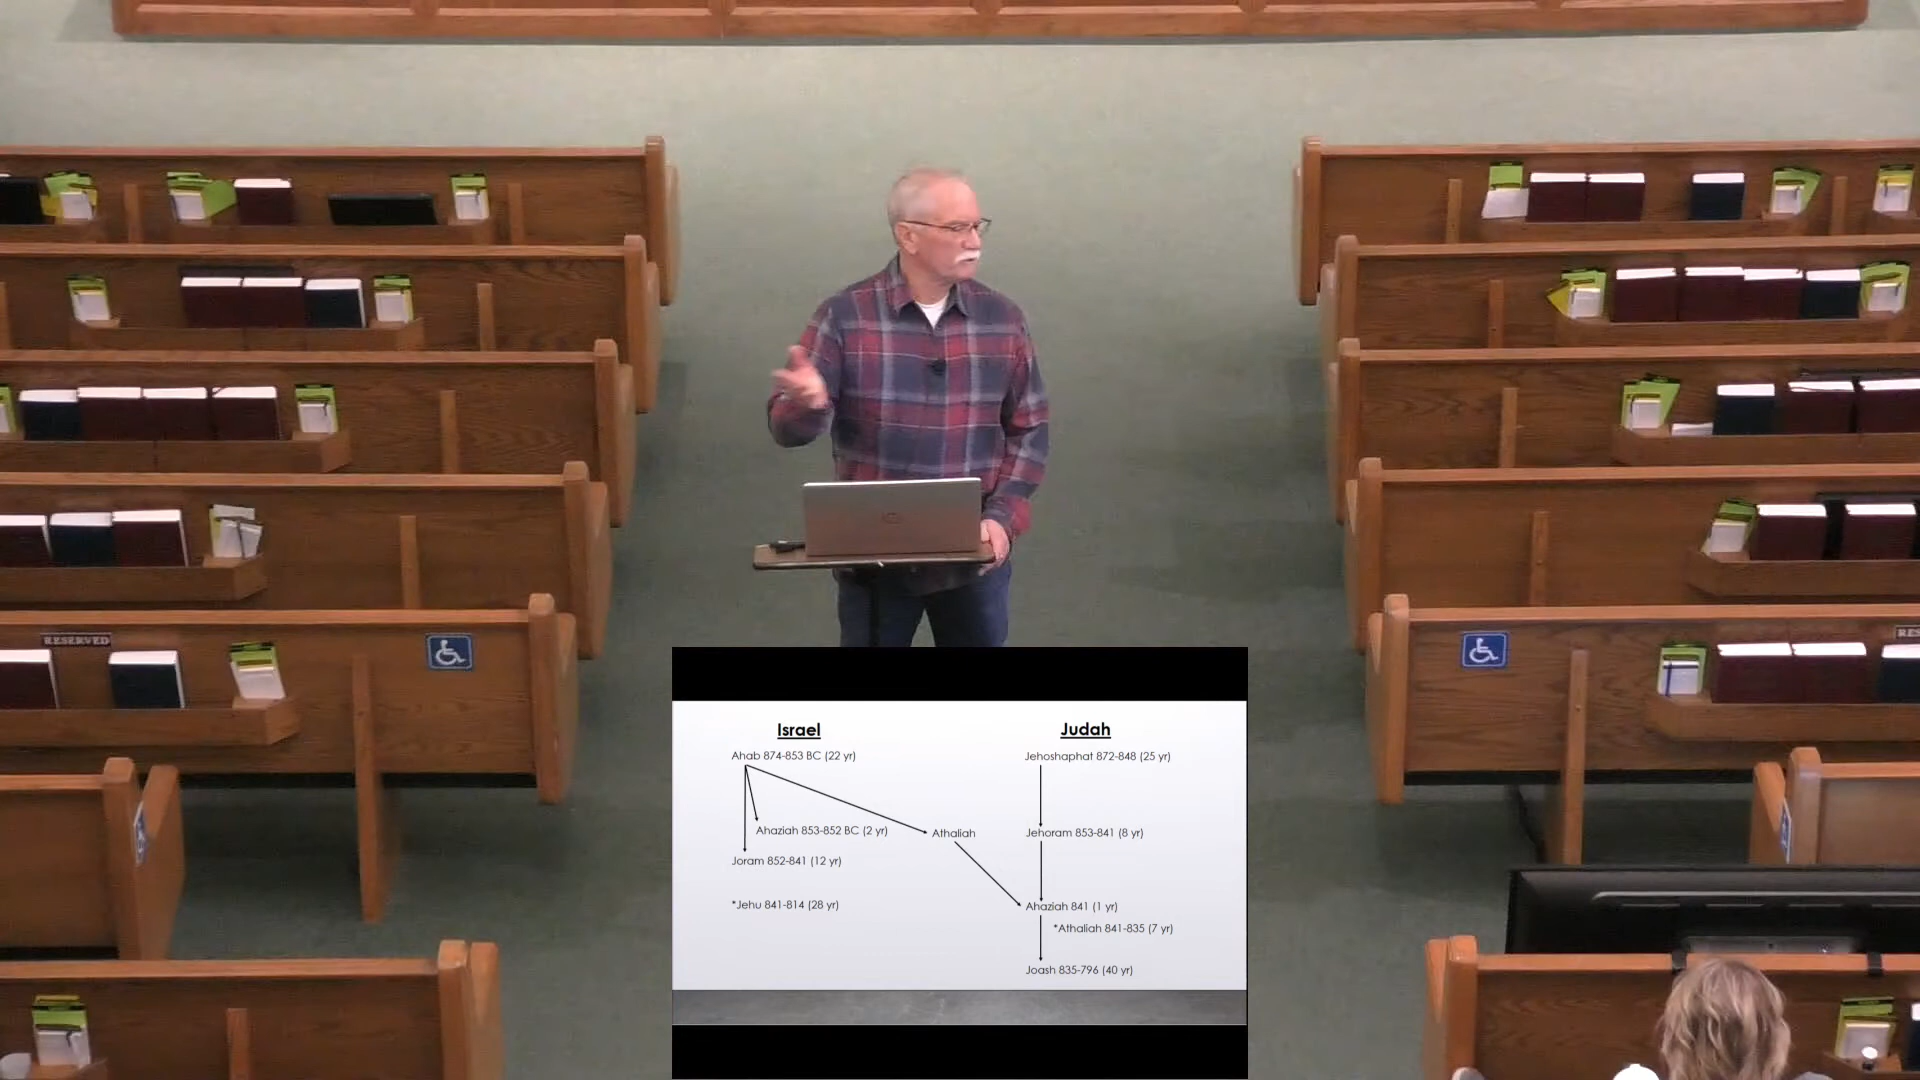 RESERVED
Israel
Judah
Ahab 874-853 BC (22 yr)
Jehoshaphat 872-848 (25 yr)
Ahaziah 853-852 BC (2 yr)
Athaliah
Jehoram 853-841 (8 yr)
Joram 852-841 (12 yr)
*Jehu 841-814 (28 yr)
Ahaziah 841 (1 yr)
*Athaliah 841-835 (7 yr)
Joash 835-796 (40 yr)
RES